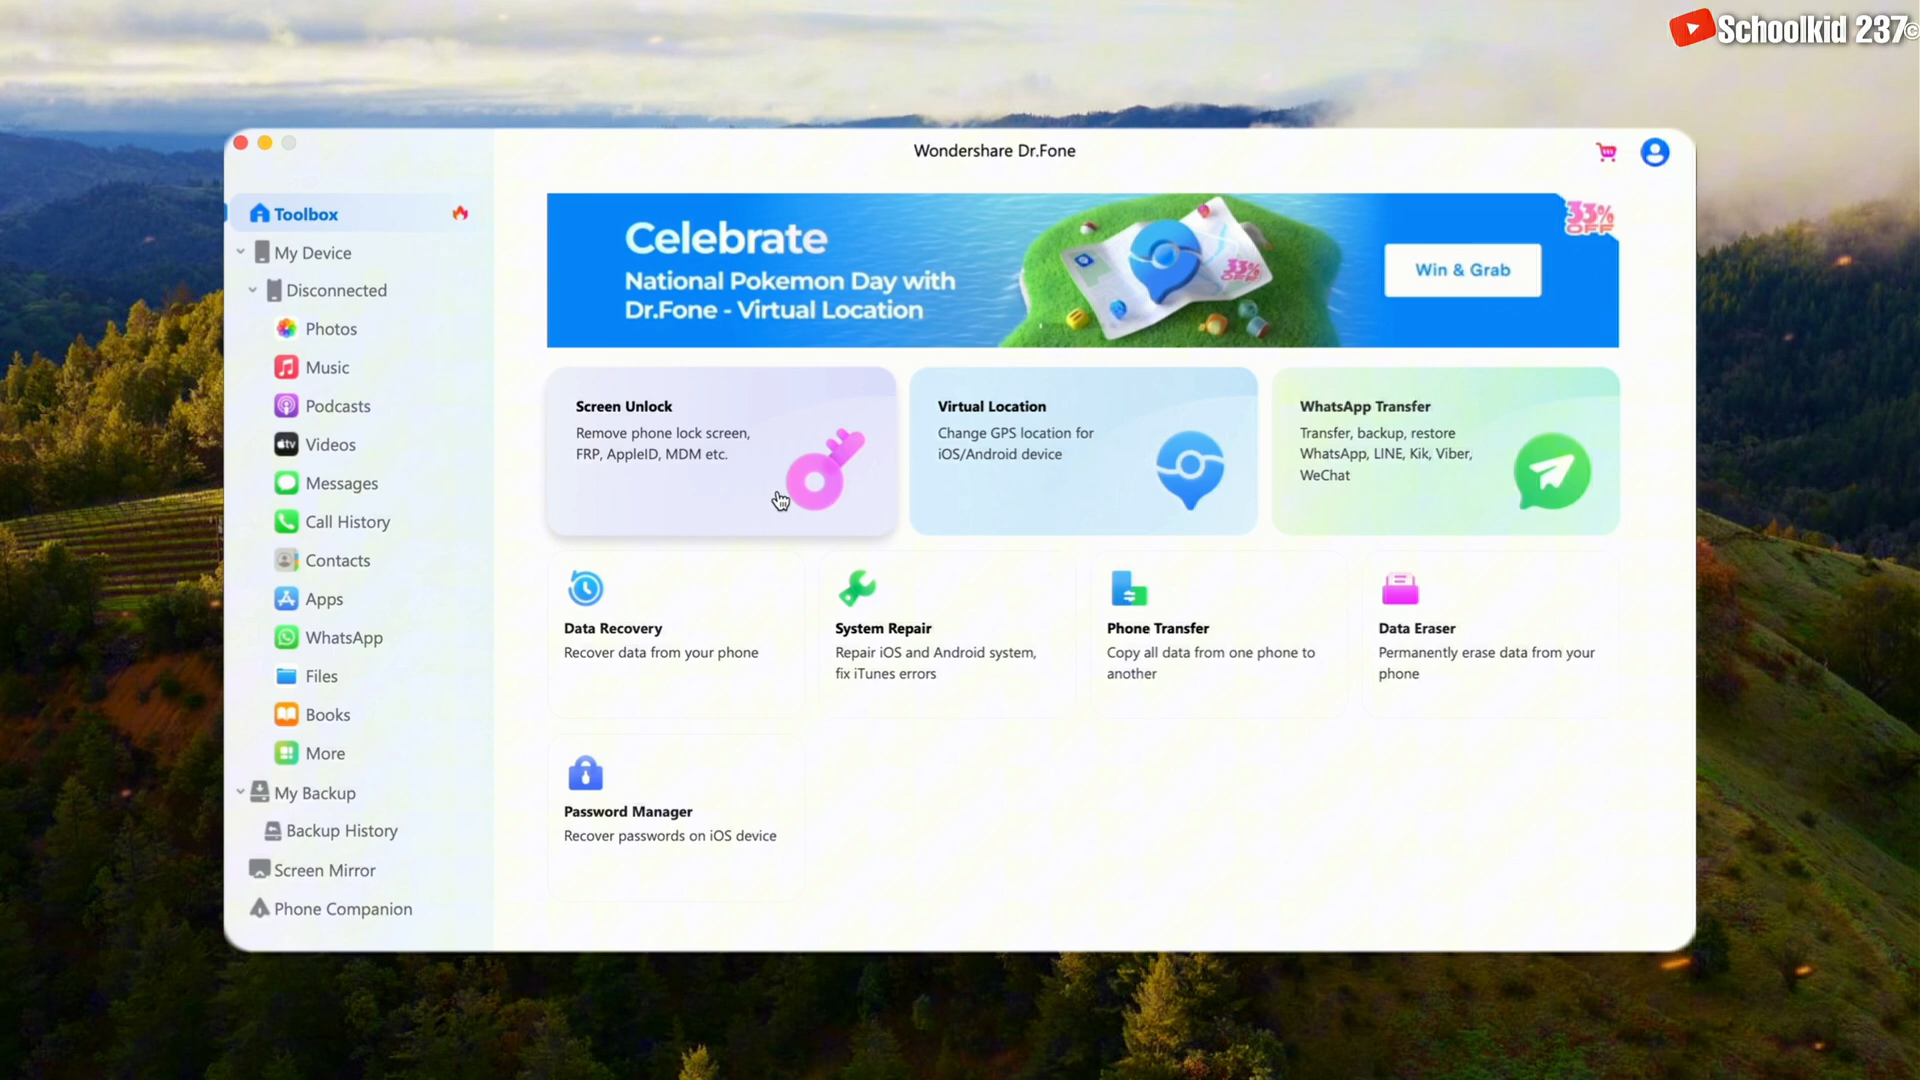 Schoolkid 237©
Wondershare Dr.Fone
Toolbox
My Device
Disconnected
Photos
Music
Podcasts
Videos
Messages
Call History
Contacts
Apps
WhatsApp
Files
Books
More
My Backup
Backup History
Screen Mirror
Phone Companion
Celebrate
National Pokemon Day with
Dr.Fone - Virtual Location
33%
33%
OFF
Win & Grab
Screen Unlock
Remove phone lock screen,
FRP, AppleID, MDM etc.
Virtual Location
Change GPS location for
iOS/Android device
WhatsApp Transfer
Transfer, backup, restore
WhatsApp, LINE, Kik, Viber,
WeChat
Data Recovery
Recover data from your phone
System Repair
Repair iOS and Android system,
fix iTunes errors
Phone Transfer
Copy all data from one phone to
another
Data Eraser
Permanently erase data from your
phone
Password Manager
Recover passwords on iOS device